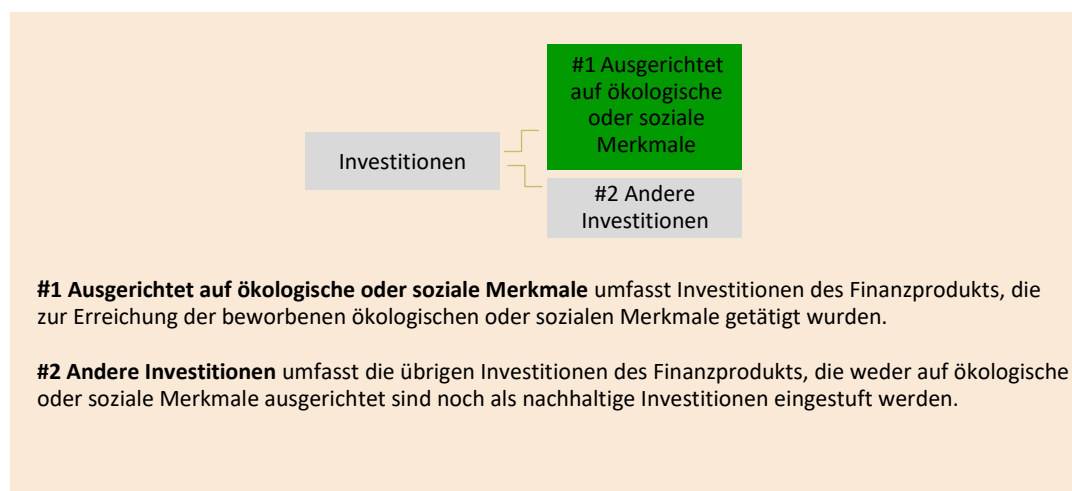 #1 Ausgerichtet
auf ökologische
oder soziale
Merkmale
Investitionen
#2 Andere
Investitionen
#1 Ausgerichtet auf ökologische oder soziale Merkmale umfasst Investitionen des Finanzprodukts, die
zur Erreichung der beworbenen ökologischen oder sozialen Merkmale getätigt wurden.
#2 Andere Investitionen umfasst die übrigen Investitionen des Finanzprodukts, die weder auf ökologische
oder soziale Merkmale ausgerichtet sind noch als nachhaltige Investitionen eingestuft werden.